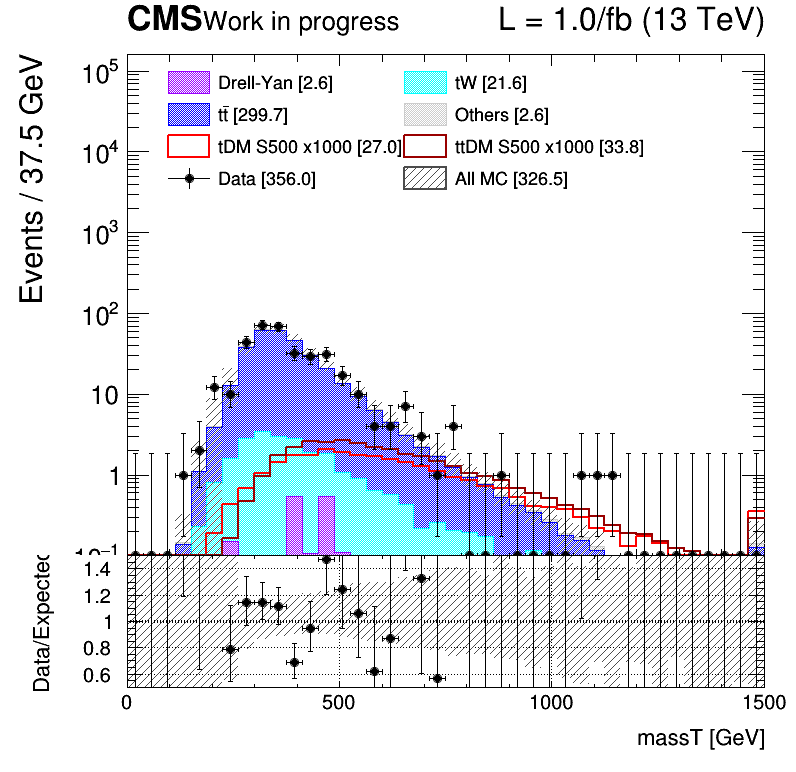 CMS Work in progress L = 1.0/fb (13 TeV)
Events / 37.5 GeV
10⁵
10⁴
10³
10²
10
1
10⁻¹
Drell-Yan [2.6] tW [21.6]
tt̄ [299.7] Others [2.6]
tDM S500 x1000 [27.0] ttDM S500 x1000 [33.8]
Data [356.0] All MC [326.5]
Data/Expected
1.4
1.2
1
0.8
0.6
0 500 1000 1500
massT [GeV]